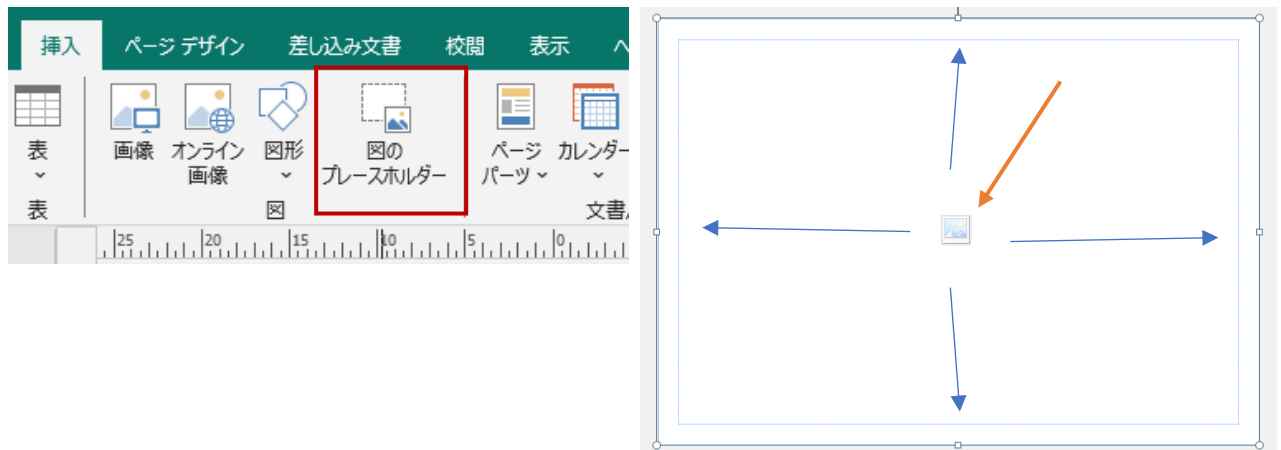 挿入 ページ デザイン 差し込み文書 校閲 表示
表 画像 オンライン 図形 図の ページ カレンダー
画像 プレースホルダー パーツ
表 図 文書
25 20 15 10 5 0